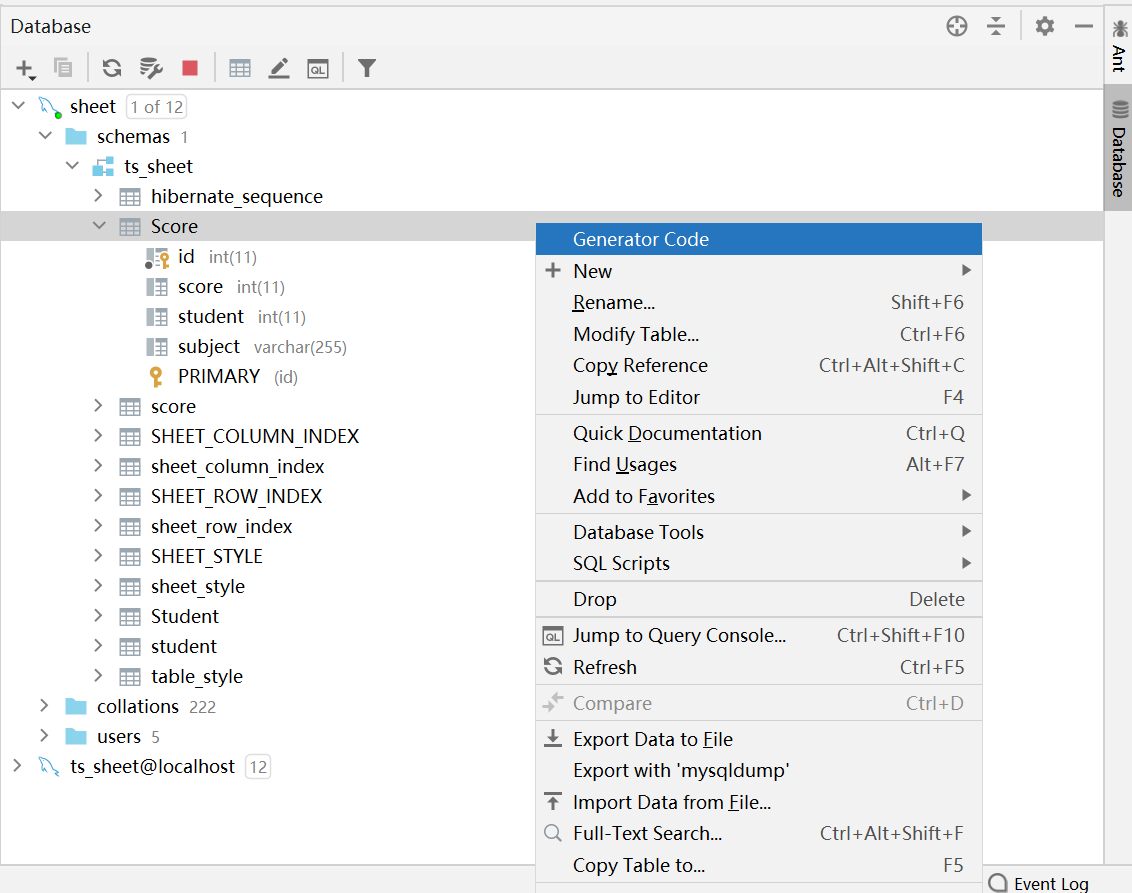 Database
Ant
Database
sheet 1 of 12
schemas 1
ts_sheet
hibernate_sequence
Score
id int(11)
score int(11)
student int(11)
subject varchar(255)
PRIMARY (id)
score
SHEET_COLUMN_INDEX
sheet_column_index
SHEET_ROW_INDEX
sheet_row_index
SHEET_STYLE
sheet_style
Student
student
table_style
collations 222
users 5
ts_sheet@localhost 12
Generator Code
New
Rename... Shift+F6
Modify Table... Ctrl+F6
Copy Reference Ctrl+Alt+Shift+C
Jump to Editor F4
Quick Documentation Ctrl+Q
Find Usages Alt+F7
Add to Favorites
Database Tools
SQL Scripts
Drop Delete
QL Jump to Query Console... Ctrl+Shift+F10
Refresh Ctrl+F5
Compare Ctrl+D
Export Data to File
Export with 'mysqldump'
Import Data from File...
Full-Text Search... Ctrl+Alt+Shift+F
Copy Table to... F5
Event Log
QL